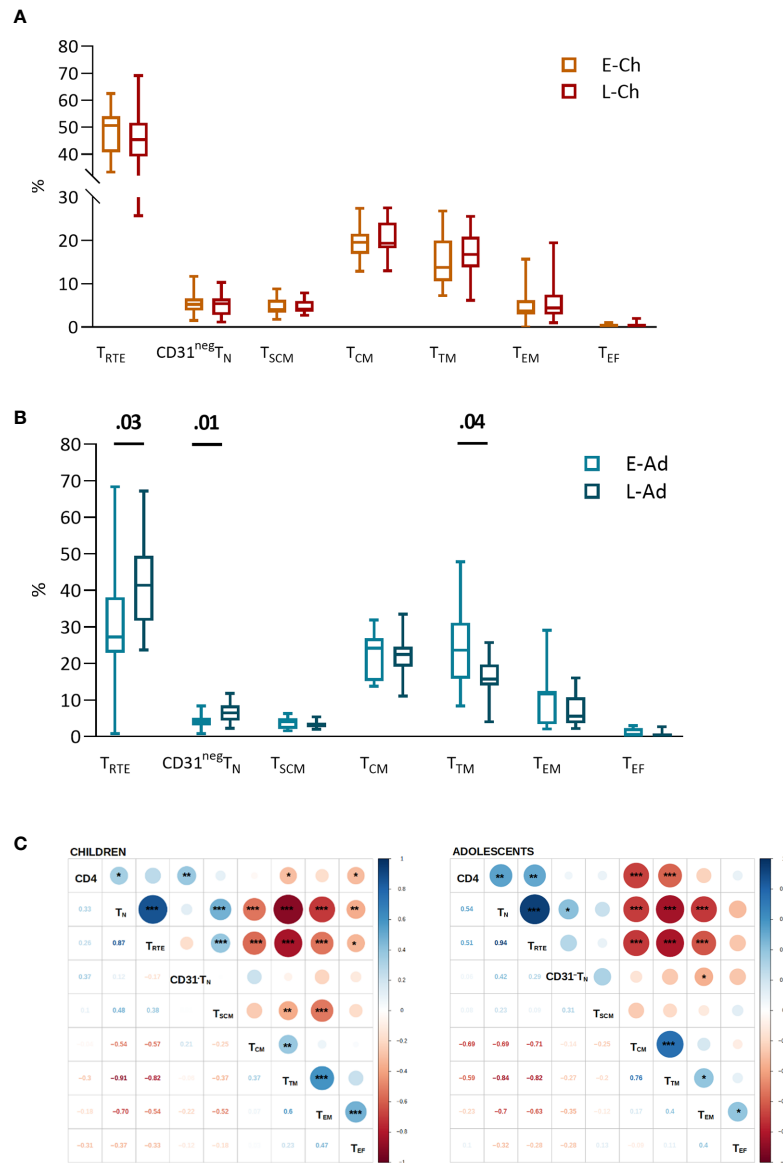 A
80
70
60
50
40
30
20
10
0
%
E-Ch
L-Ch
TRTE CD31negTN TSCM TCM TTM TEM TEF
B
.03 .01 .04
80
70
60
50
40
30
20
10
0
%
E-Ad
L-Ad
TRTE CD31negTN TSCM TCM TTM TEM TEF
C
CHILDREN
CD4 * ** * *
0.33 TN *** *** *** *** *** **
0.87 TRTE *** *** *** *** *
0.37 CD31-TN
0.48 0.38 TSCM ** ***
-0.54 -0.57 0.21 -0.25 TCM **
-0.3 -0.91 -0.82 -0.37 0.37 TTM ***
-0.70 -0.54 -0.22 -0.52 0.6 TEM ***
-0.31 -0.37 -0.33 0.23 0.47 TEF
1
0.8
0.6
0.4
0.2
0
-0.2
-0.4
-0.6
-0.8
-1
ADOLESCENTS
CD4 ** ** *** ***
0.54 TN *** * *** *** ***
0.51 0.94 TRTE *** *** ***
0.42 0.29 CD31-TN *
0.31 TSCM
-0.69 -0.69 -0.71 TCM ***
-0.59 -0.84 -0.82 -0.27 -0.2 0.76 TTM *
-0.7 -0.63 -0.35 0.4 TEM *
-0.32 -0.28 -0.28 0.4 TEF